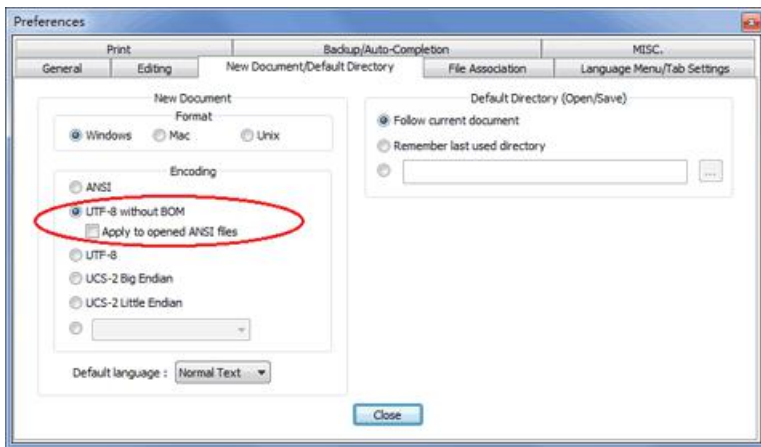 Preferences
Print
Backup/Auto-Completion
MISC.
General
Editing
New Document/Default Directory
File Association
Language Menu/Tab Settings
New Document
Format
Windows
Mac
Unix
Encoding
ANSI
UTF-8 without BOM
Apply to opened ANSI files
UTF-8
UCS-2 Big Endian
UCS-2 Little Endian
Default language :
Normal Text
Default Directory (Open/Save)
Follow current document
Remember last used directory
...
Close